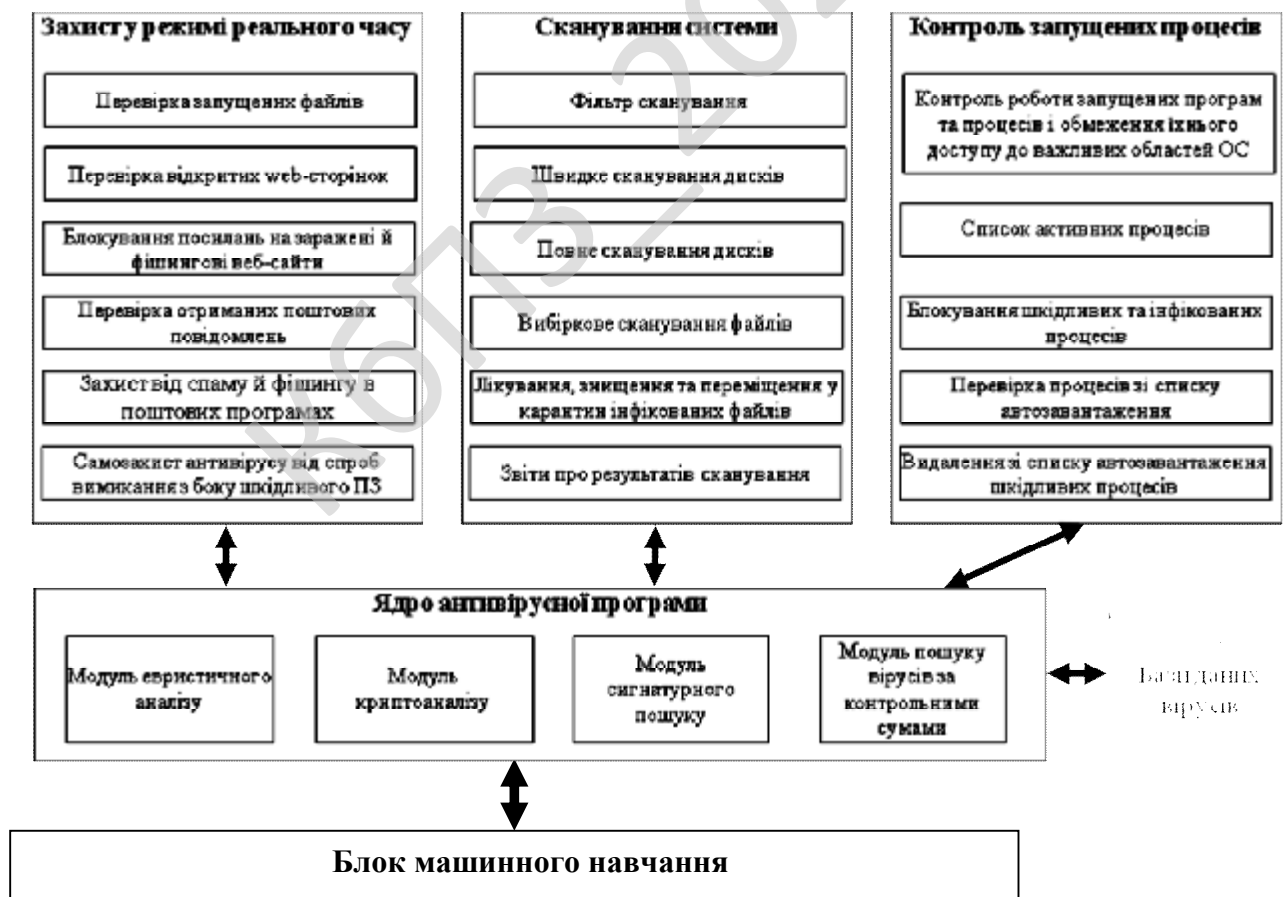 Захист у режимі реального часу
Перевірка запущених файлів
Перевірка відкритих web-сторінок
Блокування посилань на заражені й
фішингові веб-сайти
Перевірка отриманих поштових
повідомлень
Захист від спаму й фішингу в
поштових програмах
Самозахист антивірусу від спроб
вимикання з боку шкідливого ПЗ
Сканування системи
Фільтр сканування
Швидке сканування дисків
Повне сканування дисків
Вибіркове сканування файлів
Лікування, знищення та переміщення у
карантин інфікованих файлів
Звіти про результатів сканування
Контроль запущених процесів
Контроль роботи запущених програм
та процесів і обмеження їхнього
доступу до важливих областей ОС
Список активних процесів
Блокування шкідливих та інфікованих
процесів
Перевірка процесів зі списку
автозавантаження
Видалення зі списку автозавантаження
шкідливих процесів
Ядро антивірусної програми
Модуль евристичного
аналізу
Модуль
криптоаналізу
Модуль
сигнатурного
пошуку
Модуль пошуку
вірусів за
контрольними
сумами
Бази даних
вірусів
Блок машинного навчання